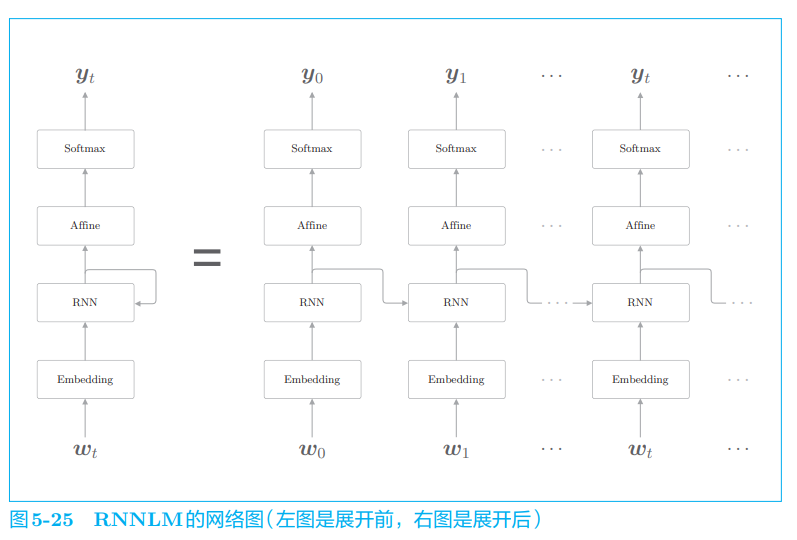 y_t y_0 y_1 ··· y_t ···
Softmax Softmax Softmax ··· Softmax ···
Affine Affine Affine ··· Affine ···
=
RNN RNN RNN ··· RNN ···
Embedding Embedding Embedding ··· Embedding ···
w_t w_0 w_1 ··· w_t ···
图5-25 RNNLM的网络图(左图是展开前，右图是展开后)